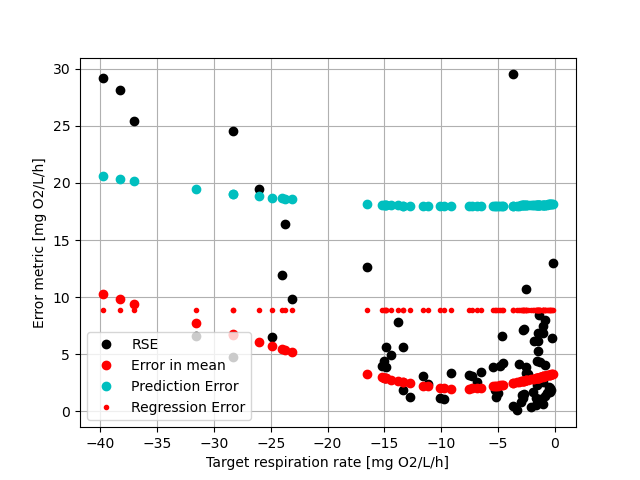 30
25
20
15
10
5
0
Error metric [mg O2/L/h]
RSE
Error in mean
Prediction Error
Regression Error
−40 −35 −30 −25 −20 −15 −10 −5 0
Target respiration rate [mg O2/L/h]